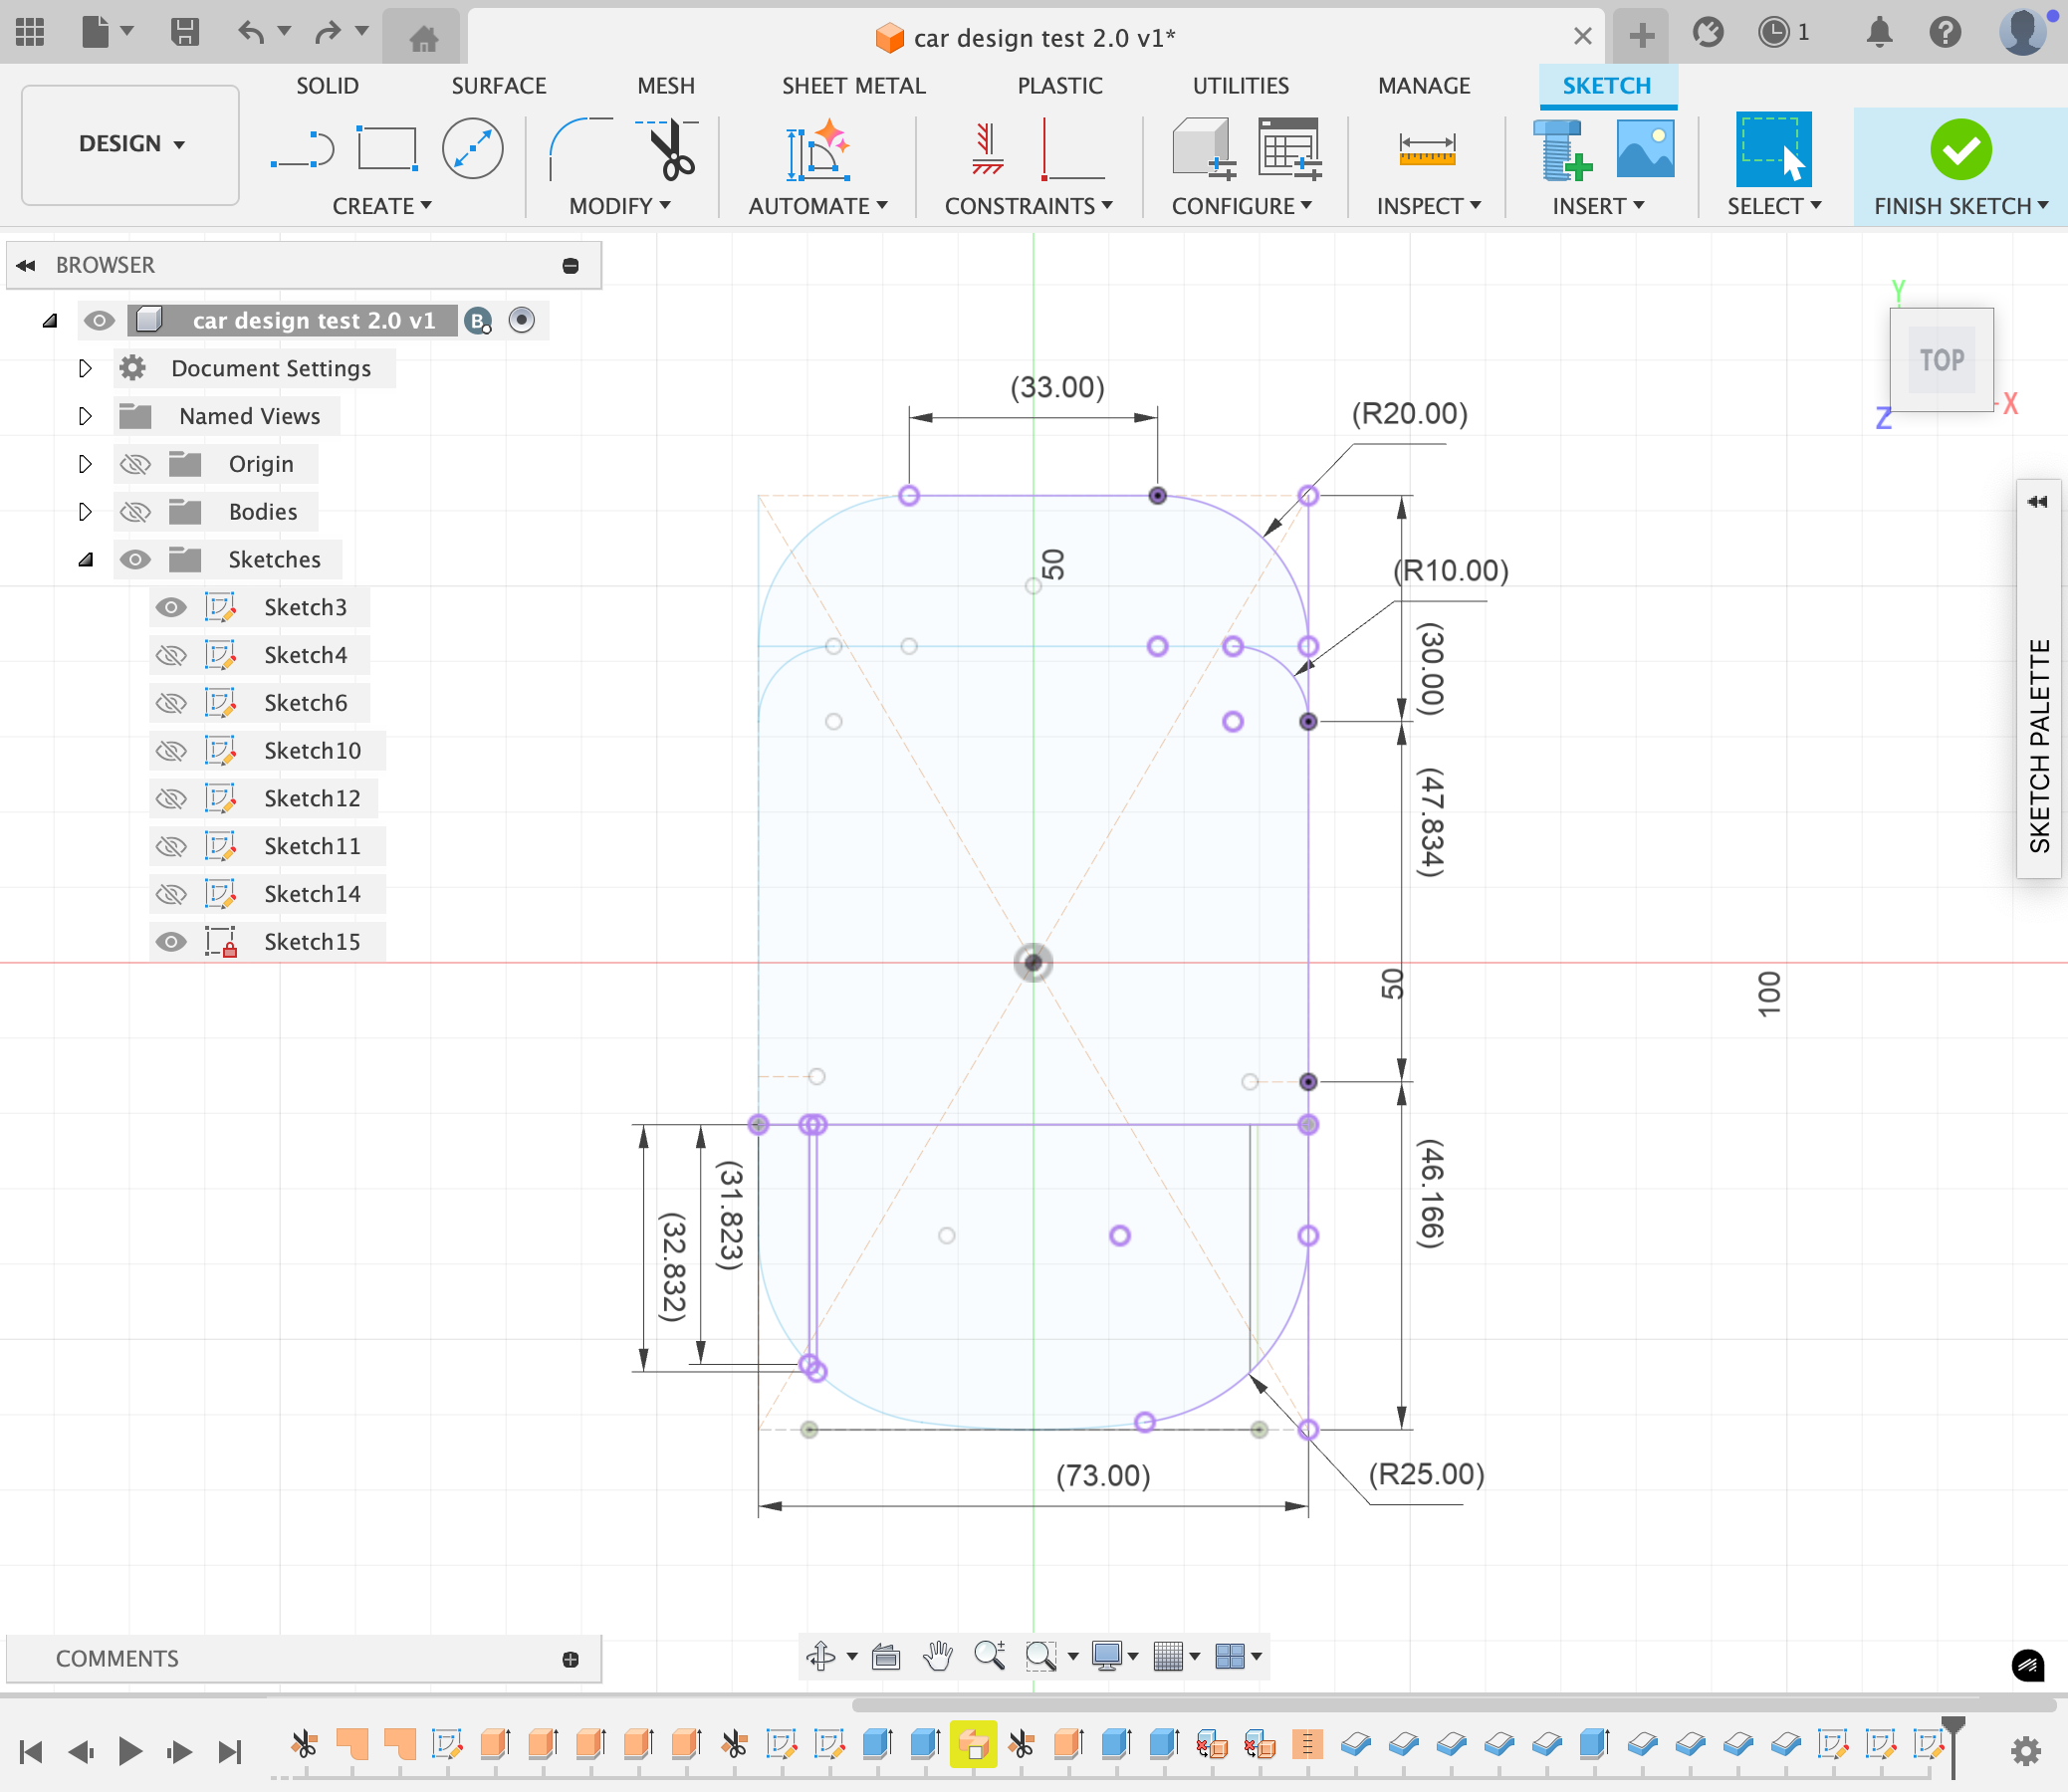 car design test 2.0 v1*
1
SOLID
SURFACE
MESH
SHEET METAL
PLASTIC
UTILITIES
MANAGE
SKETCH
DESIGN
CREATE
MODIFY
AUTOMATE
CONSTRAINTS
CONFIGURE
INSPECT
INSERT
SELECT
FINISH SKETCH
BROWSER
car design test 2.0 v1
B
Document Settings
Named Views
Origin
Bodies
Sketches
Sketch3
Sketch4
Sketch6
Sketch10
Sketch12
Sketch11
Sketch14
Sketch15
Y
TOP
Z
X
SKETCH PALETTE
(33.00)
(R20.00)
50
(R10.00)
(30.00)
(47.834)
50
100
(46.166)
(31.823)
(32.832)
(73.00)
(R25.00)
COMMENTS